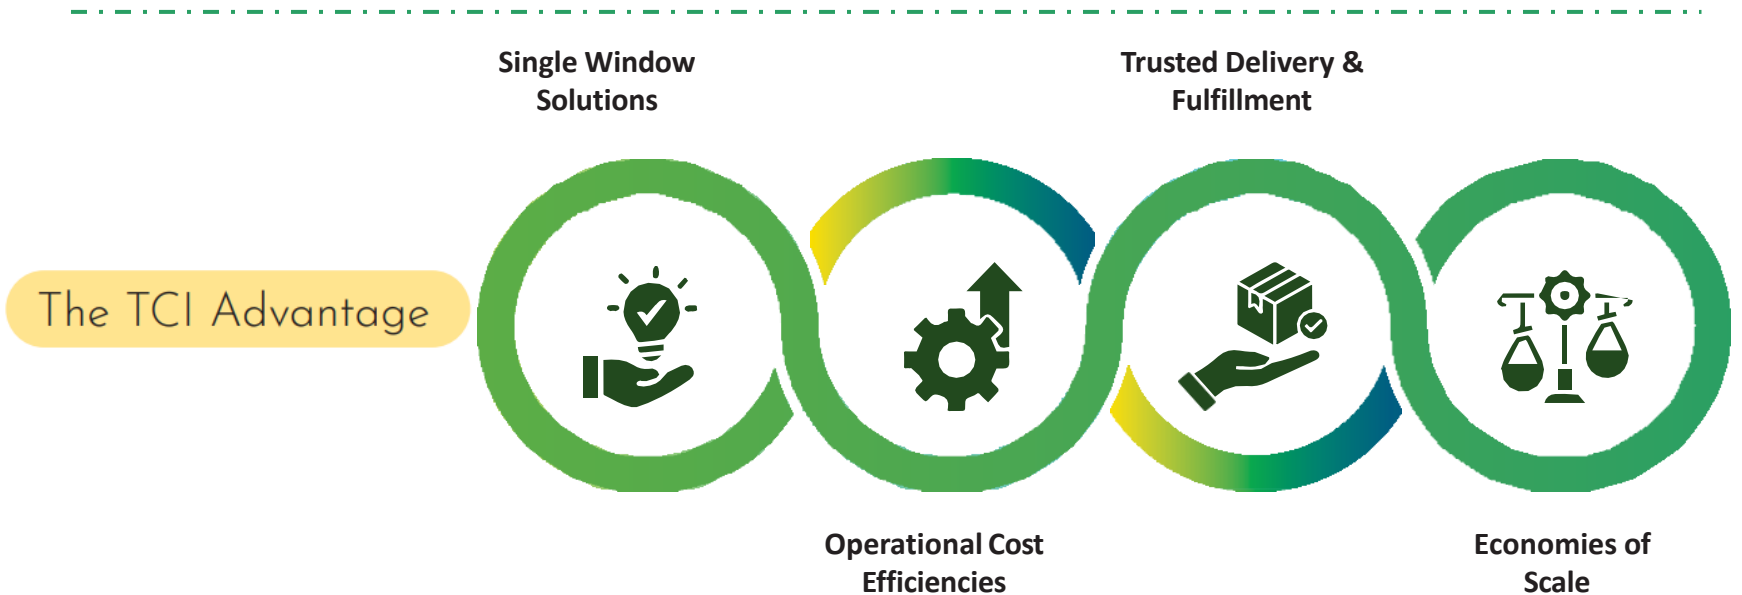 Single Window
Solutions
Trusted Delivery &
Fulfillment
The TCI Advantage
Operational Cost
Efficiencies
Economies of
Scale